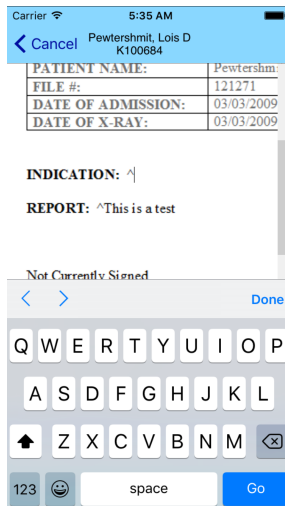 Carrier 5:35 AM
Cancel Pewtershmit, Lois D
K100684
PATIENT NAME: Pewtershm
FILE #: 121271
DATE OF ADMISSION: 03/03/2009
DATE OF X-RAY: 03/03/2009
INDICATION: ^
REPORT: ^This is a test
Not Currently Signed
Done
Q W E R T Y U I O P
A S D F G H J K L
Z X C V B N M
123 space Go